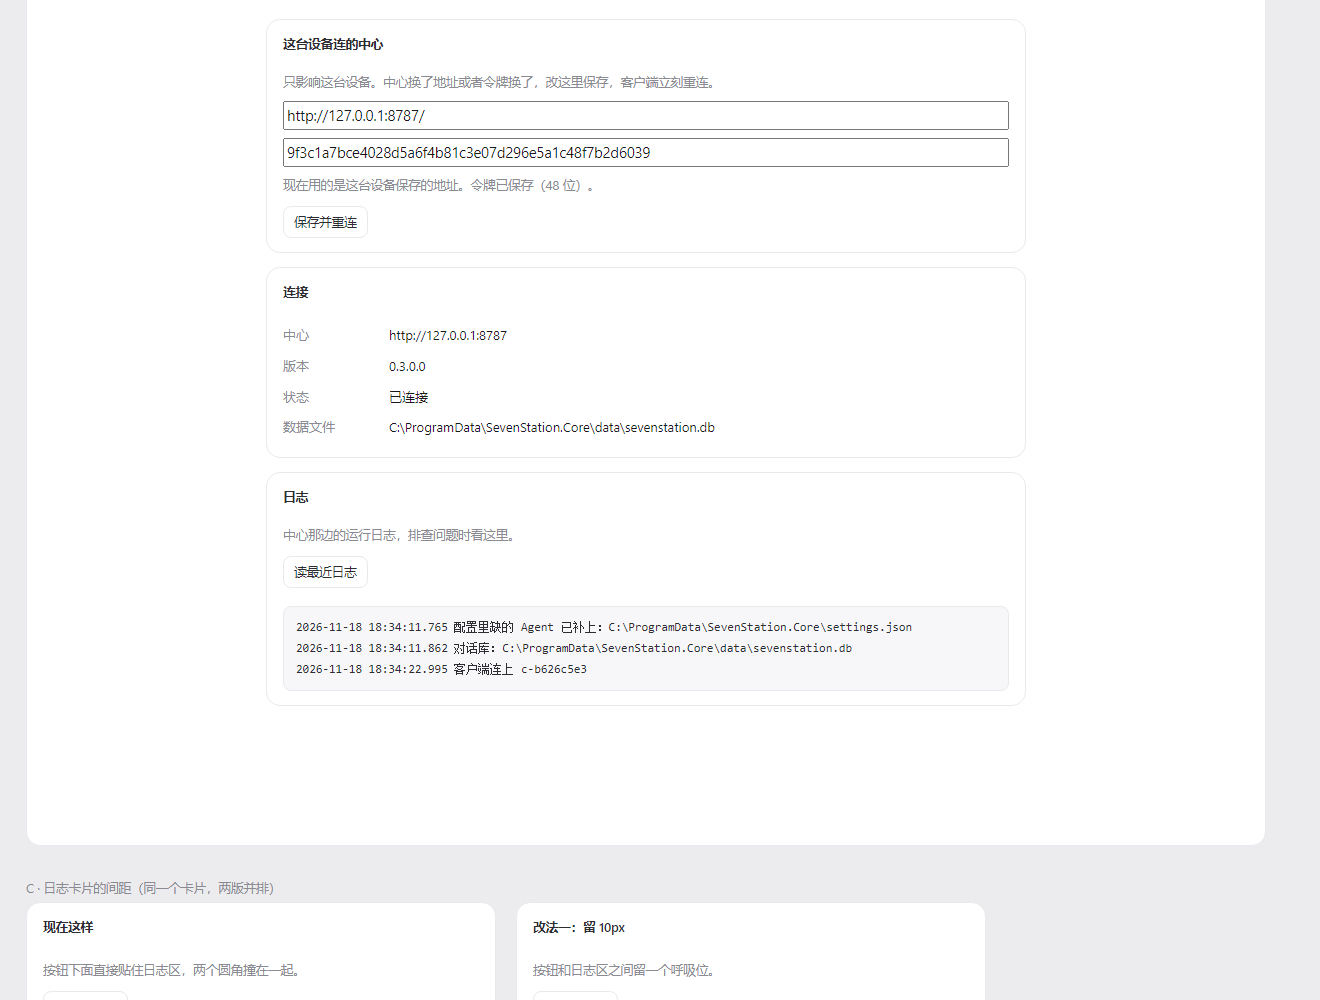 这台设备连的中心
只影响这台设备。中心换了地址或者令牌换了，改这里保存，客户端立刻重连。
http://127.0.0.1:8787/
9f3c1a7bce4028d5a6f4b81c3e07d296e5a1c48f7b2d6039
现在用的是这台设备保存的地址。令牌已保存（48 位）。
保存并重连
连接
中心 http://127.0.0.1:8787
版本 0.3.0.0
状态 已连接
数据文件 C:\ProgramData\SevenStation.Core\data\sevenstation.db
日志
中心那边的运行日志，排查问题时看这里。
读最近日志
2026-11-18 18:34:11.765 配置里缺的 Agent 已补上：C:\ProgramData\SevenStation.Core\settings.json
2026-11-18 18:34:11.862 对话库：C:\ProgramData\SevenStation.Core\data\sevenstation.db
2026-11-18 18:34:22.995 客户端连上 c-b626c5e3
C · 日志卡片的间距（同一个卡片，两版并排）
现在这样
按钮下面直接贴住日志区，两个圆角撞在一起。
改法一：留 10px
按钮和日志区之间留一个呼吸位。